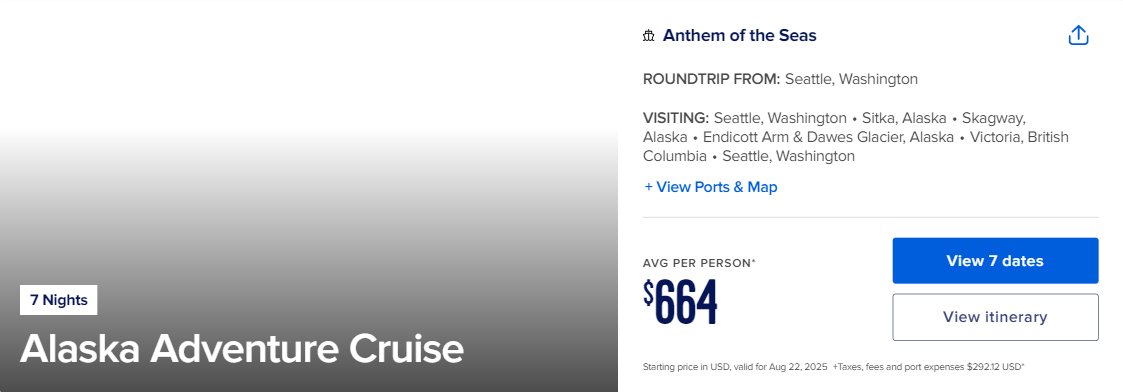 7 Nights
Alaska Adventure Cruise
Anthem of the Seas
ROUNDTRIP FROM: Seattle, Washington
VISITING: Seattle, Washington • Sitka, Alaska • Skagway,
Alaska • Endicott Arm & Dawes Glacier, Alaska • Victoria, British
Columbia • Seattle, Washington
+ View Ports & Map
AVG PER PERSON*
$664
View 7 dates
View itinerary
Starting price in USD, valid for Aug 22, 2025 +Taxes, fees and port expenses $292.12 USD*